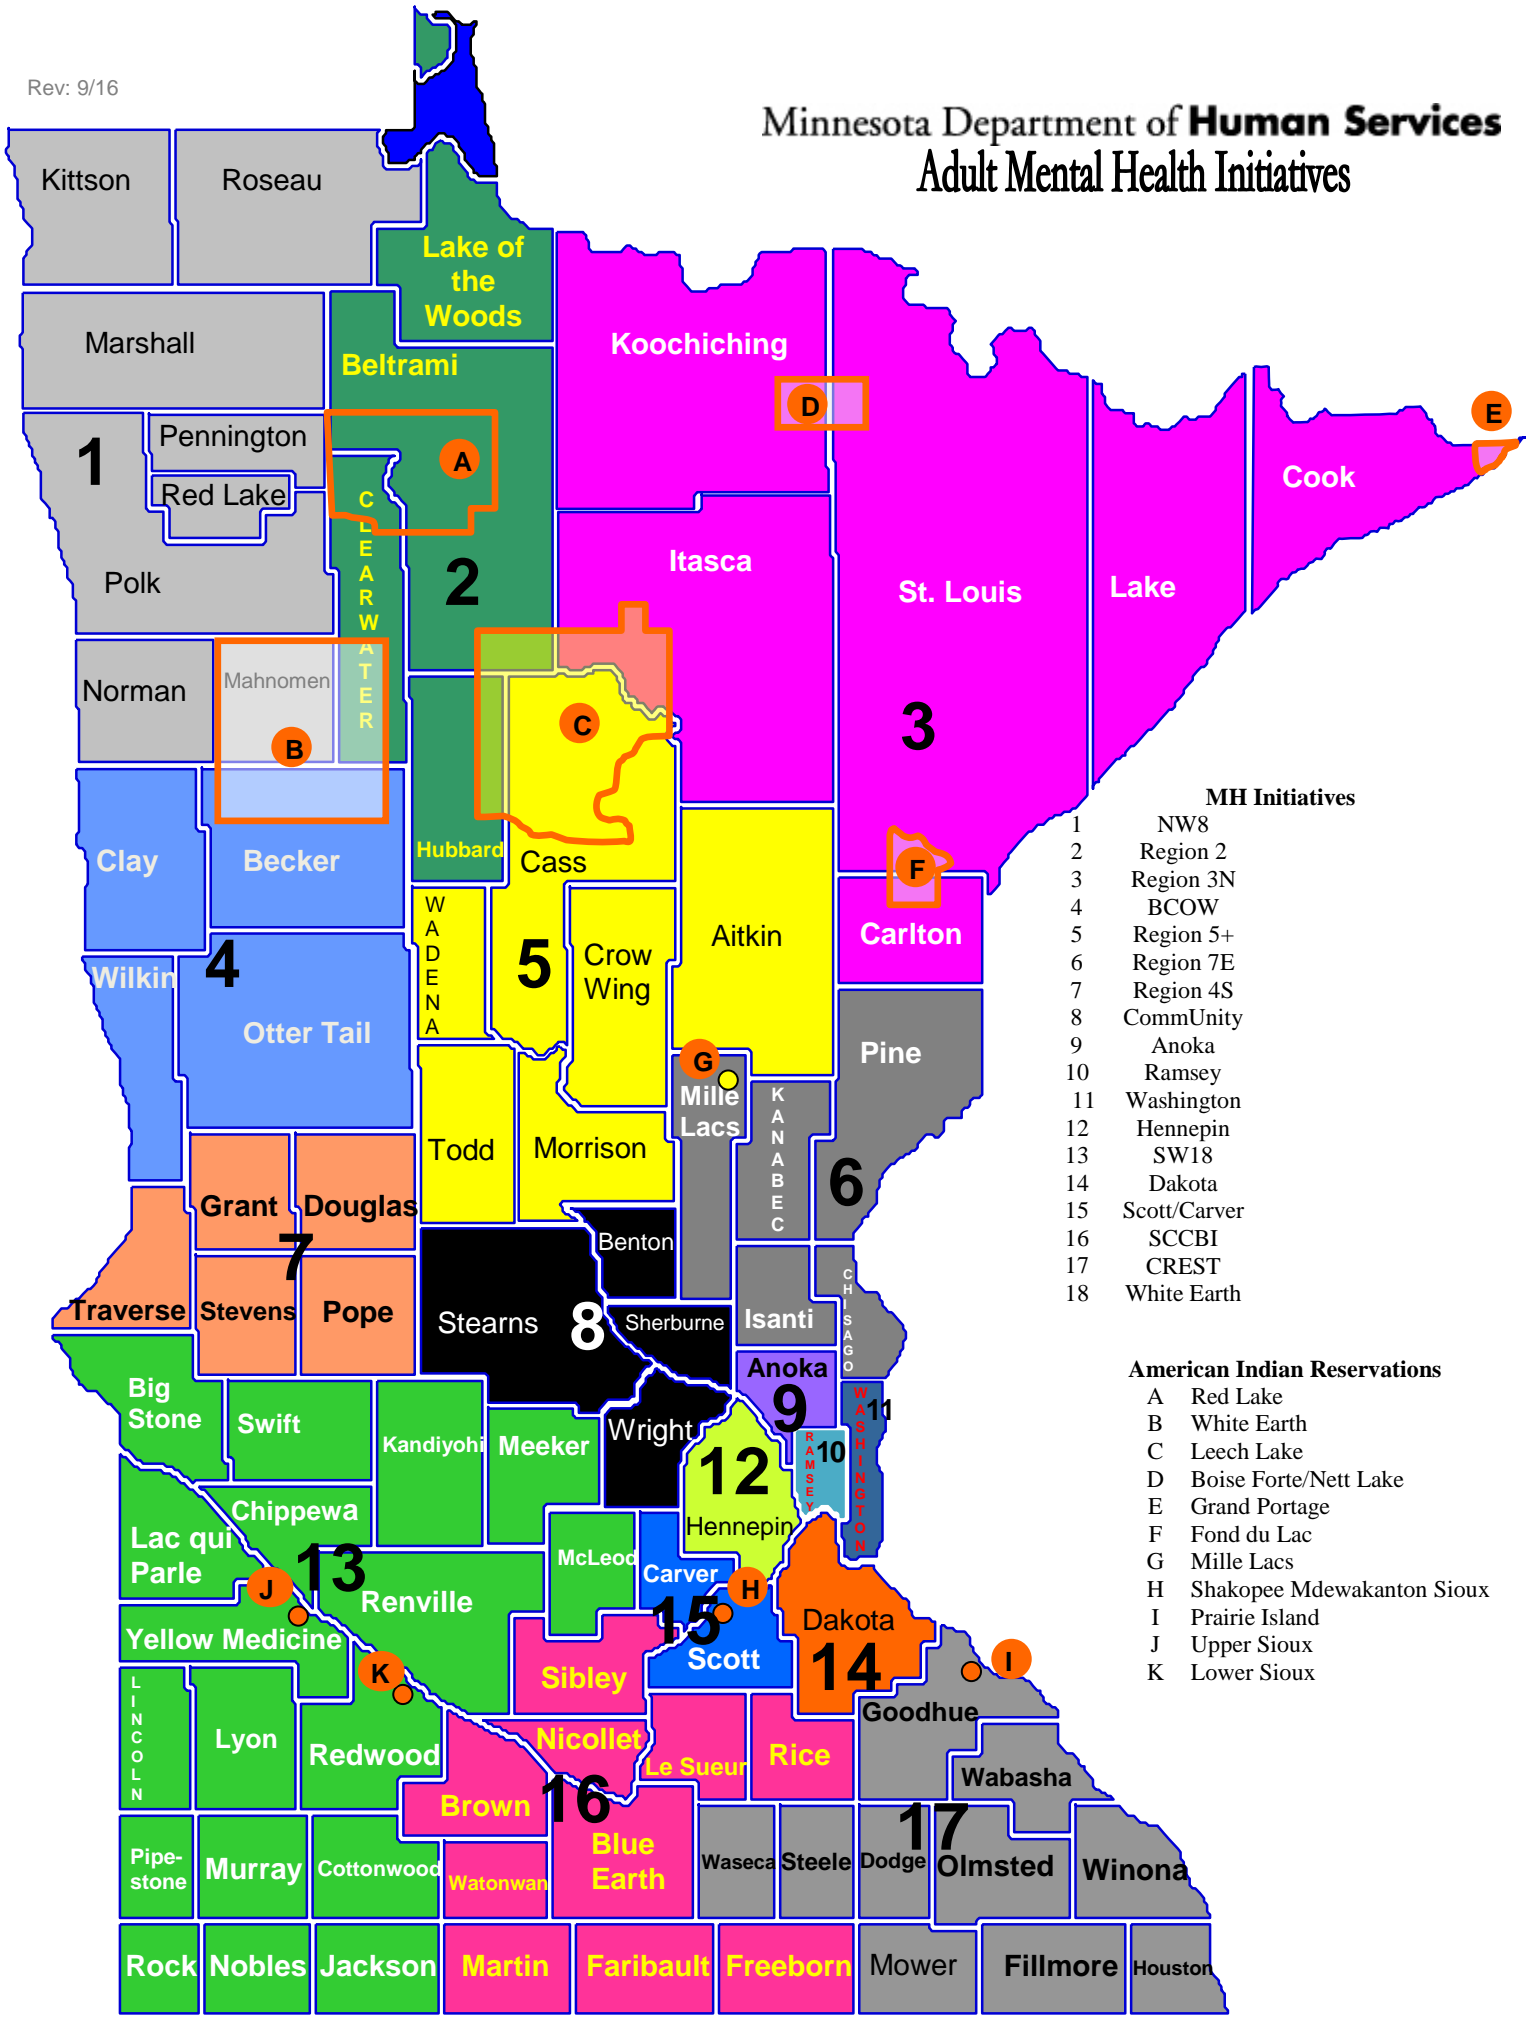 Rev: 9/16
Minnesota Department of Human Services
Adult Mental Health Initiatives
Kittson
Roseau
Lake of
the
Woods
Marshall
Beltrami
Koochiching
D
E
1
Pennington
A
Red Lake
CLEARWATER
Cook
Polk
2
Itasca
St. Louis
Lake
Norman
Mahnomen
B
C
3
Clay
Becker
Hubbard
Cass
F
WADENA
5
Crow
Wing
Aitkin
Carlton
Wilkin
4
Otter Tail
Pine
G
Mille
Lacs
KANABEC
Todd
Morrison
6
Grant
Douglas
7
Benton
Traverse
Stevens
Pope
Stearns
8
Sherburne
Isanti
CHISAGO
Anoka
9
WASHINGTON
11
Big
Stone
Swift
Kandiyohi
Meeker
Wright
12
RAMSEY
10
Hennepin
Chippewa
Lac qui
Parle
13
McLeod
Carver
H
J
Renville
15
Dakota
Yellow Medicine
Scott
14
K
Sibley
I
LINCOLN
Lyon
Redwood
Nicollet
Le Sueur
Rice
Goodhue
Wabasha
Brown
16
17
Pipe-
stone
Murray
Cottonwood
Watonwan
Blue
Earth
Waseca
Steele
Dodge
Olmsted
Winona
Rock
Nobles
Jackson
Martin
Faribault
Freeborn
Mower
Fillmore
Houston
MH Initiatives
1 NW8
2 Region 2
3 Region 3N
4 BCOW
5 Region 5+
6 Region 7E
7 Region 4S
8 CommUnity
9 Anoka
10 Ramsey
11 Washington
12 Hennepin
13 SW18
14 Dakota
15 Scott/Carver
16 SCCBI
17 CREST
18 White Earth
American Indian Reservations
A Red Lake
B White Earth
C Leech Lake
D Boise Forte/Nett Lake
E Grand Portage
F Fond du Lac
G Mille Lacs
H Shakopee Mdewakanton Sioux
I Prairie Island
J Upper Sioux
K Lower Sioux